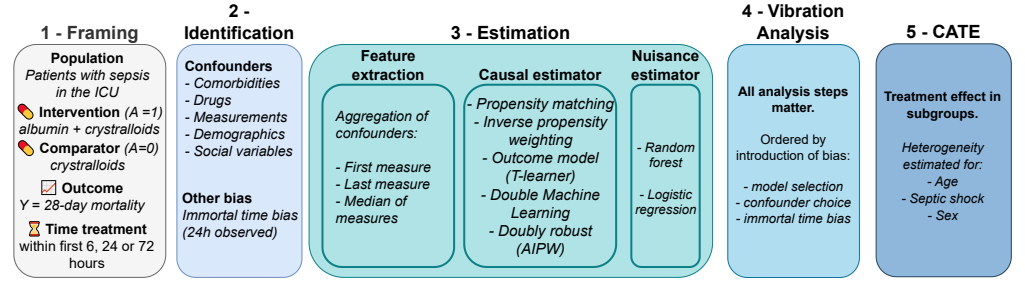 1 - Framing
Population
Patients with sepsis
in the ICU
Intervention (A =1)
albumin + crystralloids
Comparator (A=0)
crystralloids
Outcome
Y = 28-day mortality
Time treatment
within first 6, 24 or 72
hours
2 -
Identification
Confounders
- Comorbidities
- Drugs
- Measurements
- Demographics
- Social variables
Other bias
Immortal time bias
(24h observed)
3 - Estimation
Feature
extraction
Aggregation of
confounders:
- First measure
- Last measure
- Median of
measures
Causal estimator
- Propensity matching
- Inverse propensity
weighting
- Outcome model
(T-learner)
- Double Machine
Learning
- Doubly robust
(AIPW)
Nuisance
estimator
- Random
forest
- Logistic
regression
4 - Vibration
Analysis
All analysis steps
matter.
Ordered by
introduction of bias:
- model selection
- confounder choice
- immortal time bias
5 - CATE
Treatment effect in
subgroups.
Heterogeneity
estimated for:
- Age
- Septic shock
- Sex